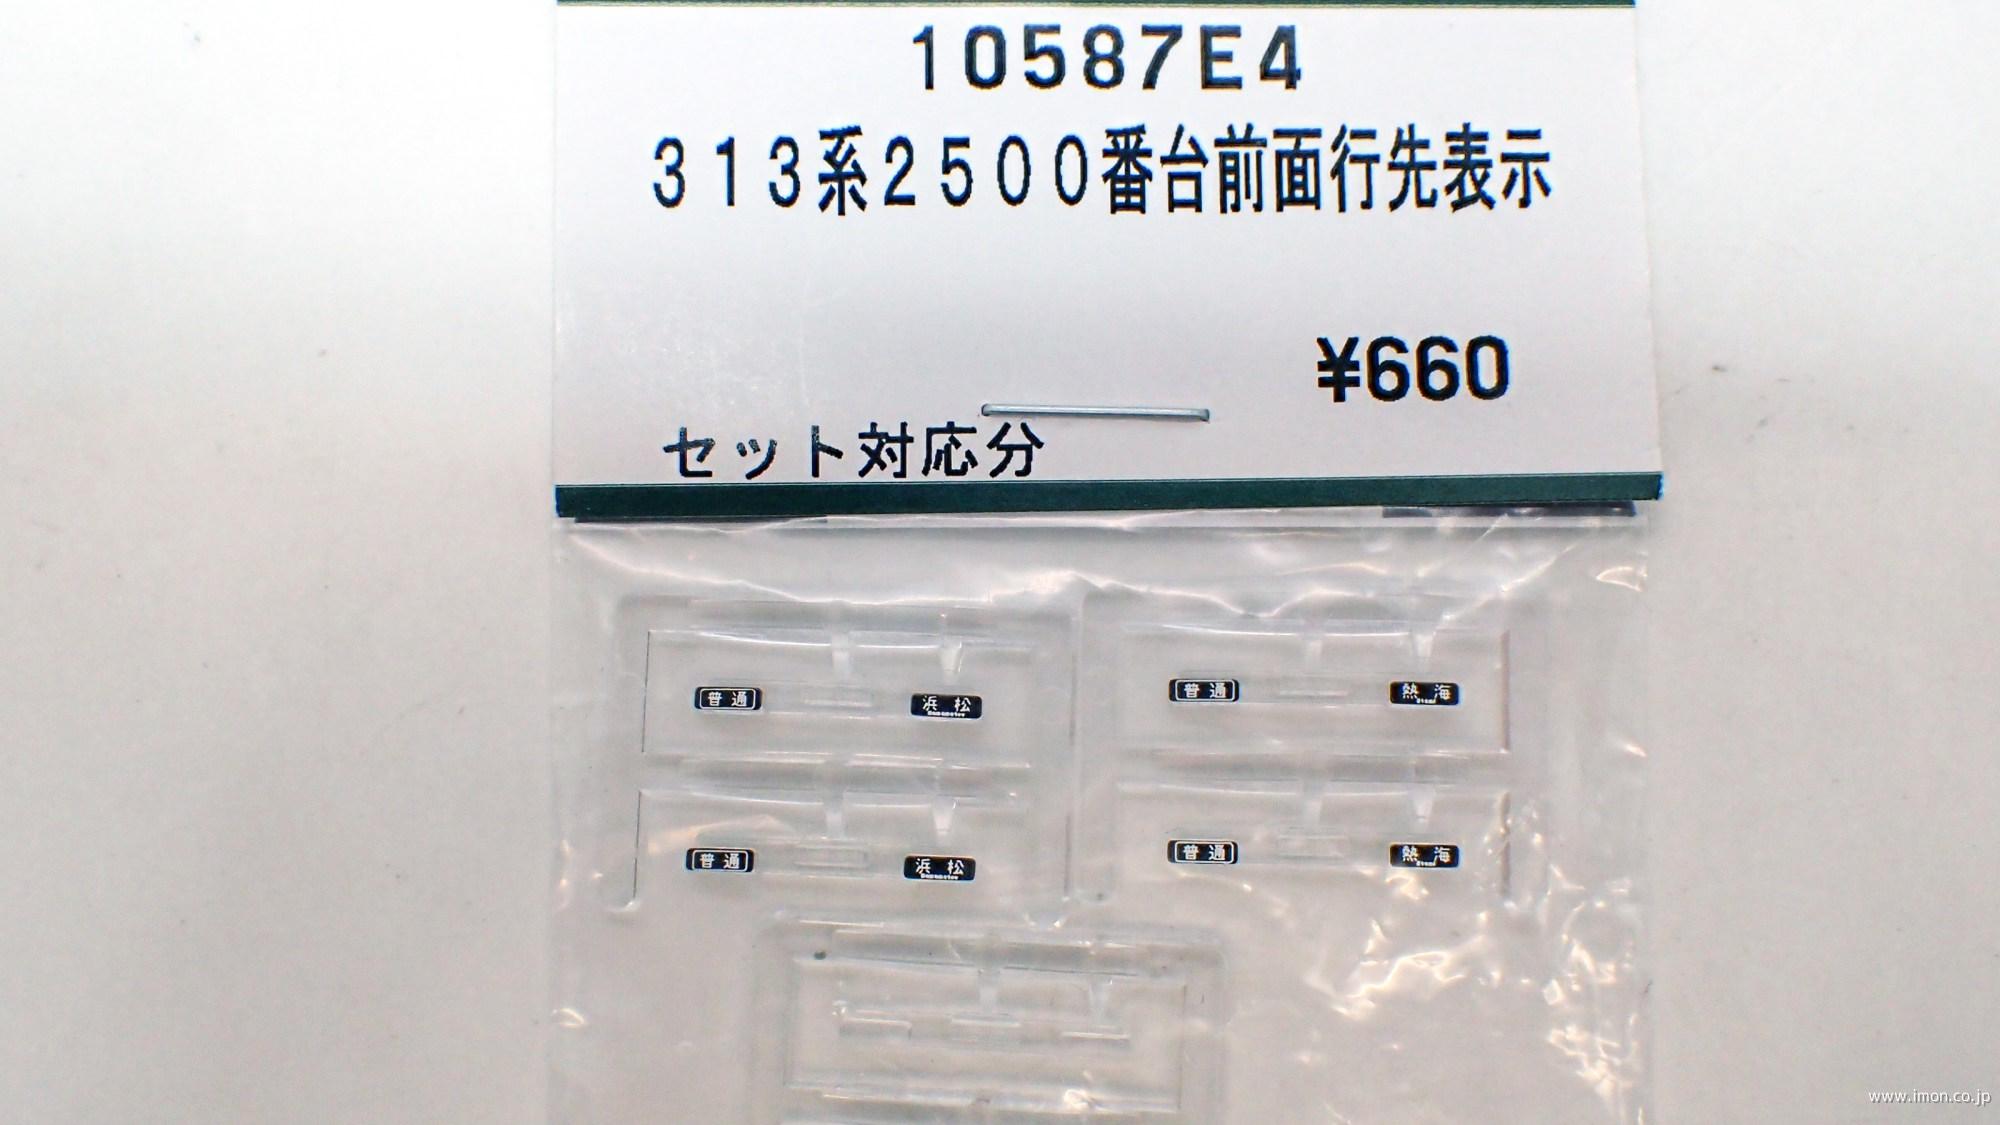 10587E4
313系2500番台前面行先表示
¥660
セット対応分
普通 浜松
普通 熱海
普通 浜松
普通 熱海
www.imon.co.jp